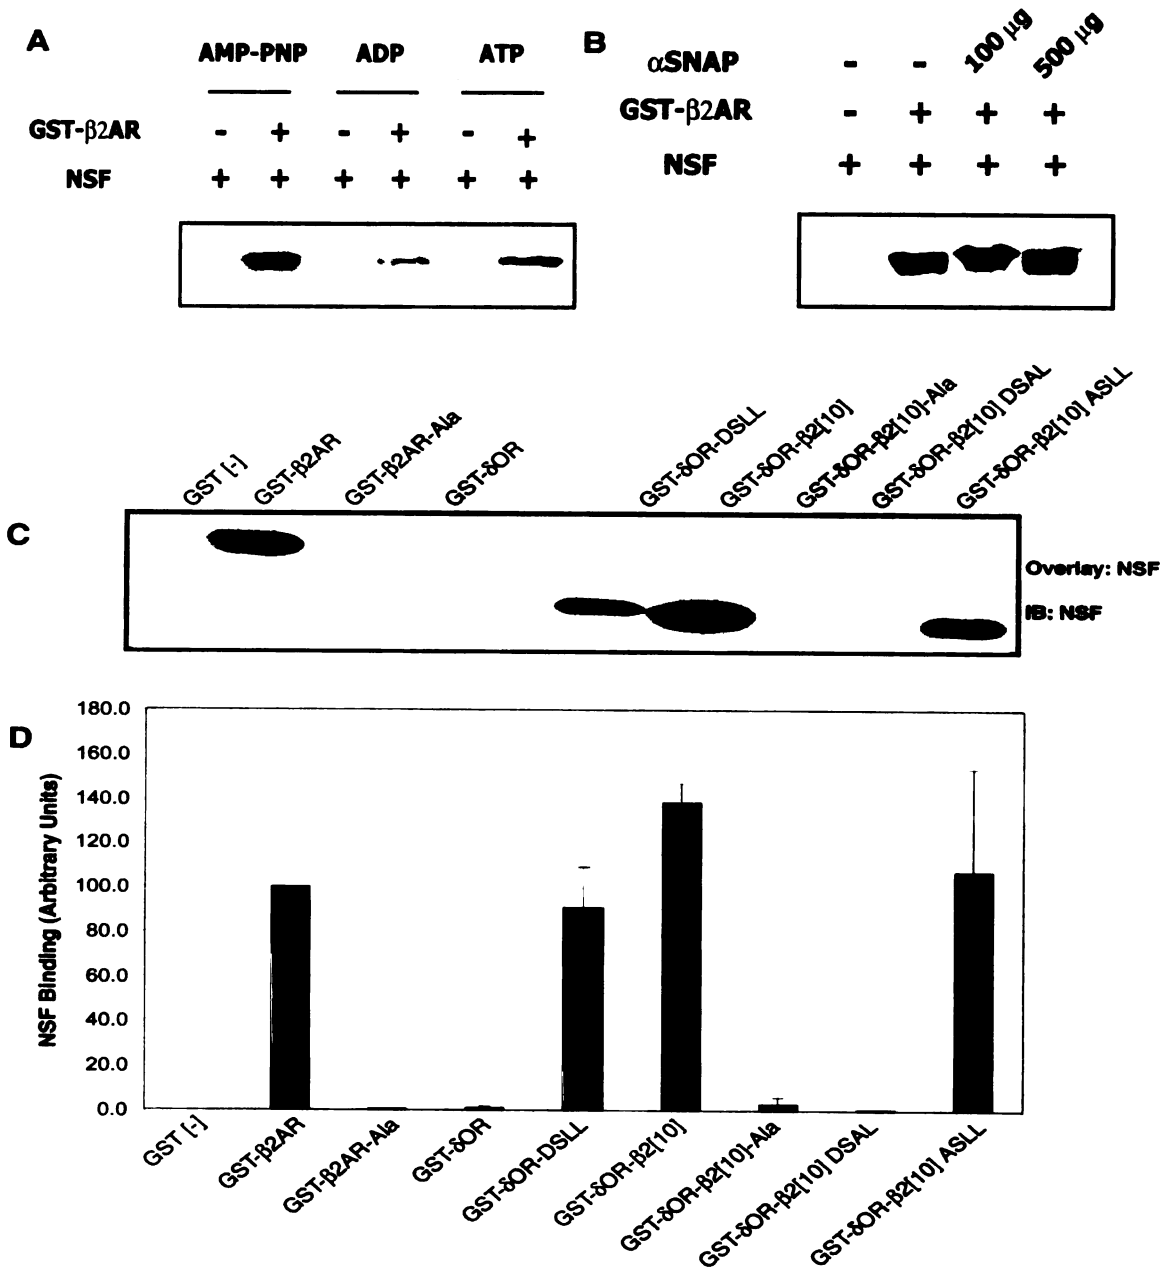 A
AMP-PNP ADP ATP
GST-β2AR - + - + - +
NSF + + + + + +
B
αSNAP - - 100 μg 500 μg
GST-β2AR - + + +
NSF + + + +
C
GST [-] GST-β2AR GST-β2AR-Ala GST-δOR GST-δOR-DSLL GST-δOR-β2[10] GST-δOR-β2[10]-Ala GST-δOR-β2[10] DSAL GST-δOR-β2[10] ASLL
Overlay: NSF
IB: NSF
D
NSF Binding (Arbitrary Units)
180.0
160.0
140.0
120.0
100.0
80.0
60.0
40.0
20.0
0.0
GST [-] GST-β2AR GST-β2AR-Ala GST-δOR GST-δOR-DSLL GST-δOR-β2[10] GST-δOR-β2[10]-Ala GST-δOR-β2[10] DSAL GST-δOR-β2[10] ASLL